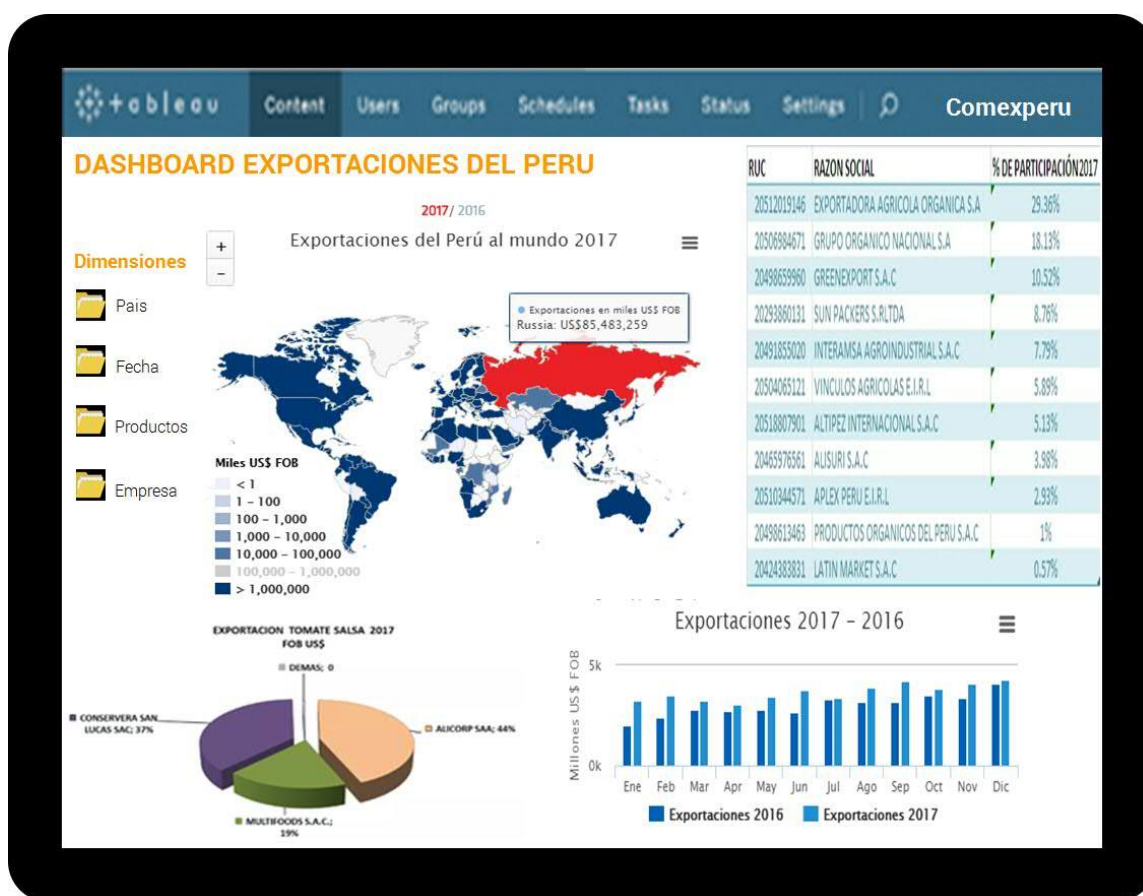 +ableau Content Users Groups Schedules Tasks Status Settings Comexperu
DASHBOARD EXPORTACIONES DEL PERU
2017/ 2016
Exportaciones del Perú al mundo 2017
+
−
Dimensiones
Pais
Fecha
Productos
Empresa
Exportaciones en miles US$ FOB
Russia: US$85,483,259
Miles US$ FOB
< 1
1 – 100
100 – 1,000
1,000 – 10,000
10,000 – 100,000
100,000 – 1,000,000
> 1,000,000
RUC RAZON SOCIAL % DE PARTICIPACIÓN2017
20512019146 EXPORTADORA AGRICOLA ORGANICA S.A 29.36%
20506984671 GRUPO ORGANICO NACIONAL S.A 18.13%
20498659960 GREENEXPORT S.A.C 10.52%
20293860131 SUN PACKERS S.RLTDA 8.76%
20491855020 INTERAMSA AGROINDUSTRIAL S.A.C 7.79%
20504065121 VINCULOS AGRICOLAS E.I.R.L 5.89%
20518807901 ALTIPEZ INTERNACIONAL S.A.C 5.13%
20465976561 ALISURI S.A.C 3.98%
20510344571 APLEX PERU E.I.R.L 2.93%
20498613463 PRODUCTOS ORGANICOS DEL PERU S.A.C 1%
20424383831 LATIN MARKET S.A.C 0.57%
EXPORTACION TOMATE SALSA 2017
FOB US$
DEMAS; 0
CONSERVERA SAN
LUCAS SAC; 37%
ALICORP SAA; 44%
MULTIFOODS S.A.C.;
19%
Exportaciones 2017 – 2016
Millones US$ FOB
5k
0k
Ene Feb Mar Apr May Jun Jul Ago Sep Oct Nov Dic
Exportaciones 2016 Exportaciones 2017